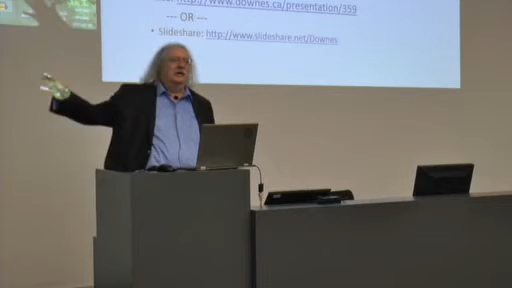 http://www.downes.ca/presentation/359
--- OR ---
• Slideshare: http://www.slideshare.net/Downes